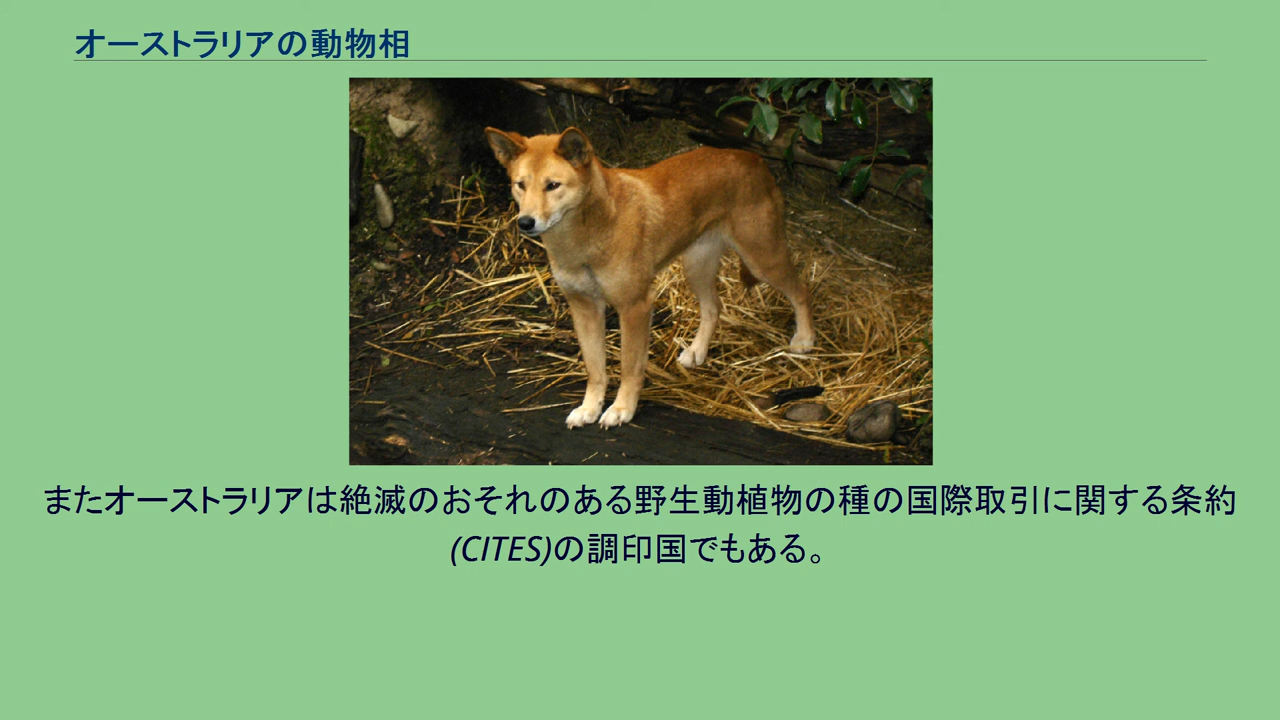 オーストラリアの動物相
またオーストラリアは絶滅のおそれのある野生動植物の種の国際取引に関する条約
(CITES)の調印国でもある。